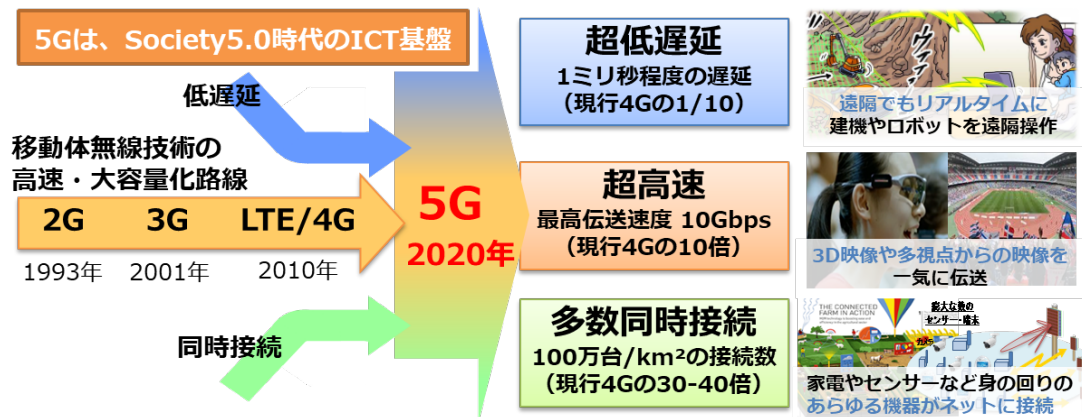 5Gは、Society5.0時代のICT基盤
低遅延
移動体無線技術の
高速・大容量化路線
2G 3G LTE/4G
1993年 2001年 2010年
同時接続
5G
2020年
超低遅延
1ミリ秒程度の遅延
（現行4Gの1/10）
ヴィィィ
遠隔でもリアルタイムに
建機やロボットを遠隔操作
超高速
最高伝送速度 10Gbps
（現行4Gの10倍）
3D映像や多視点からの映像を
一気に伝送
多数同時接続
100万台/km²の接続数
（現行4Gの30-40倍）
THE CONNECTED
FARM IN ACTION
膨大な数の
センサー・端末
カメラ
家電やセンサーなど身の回りの
あらゆる機器がネットに接続